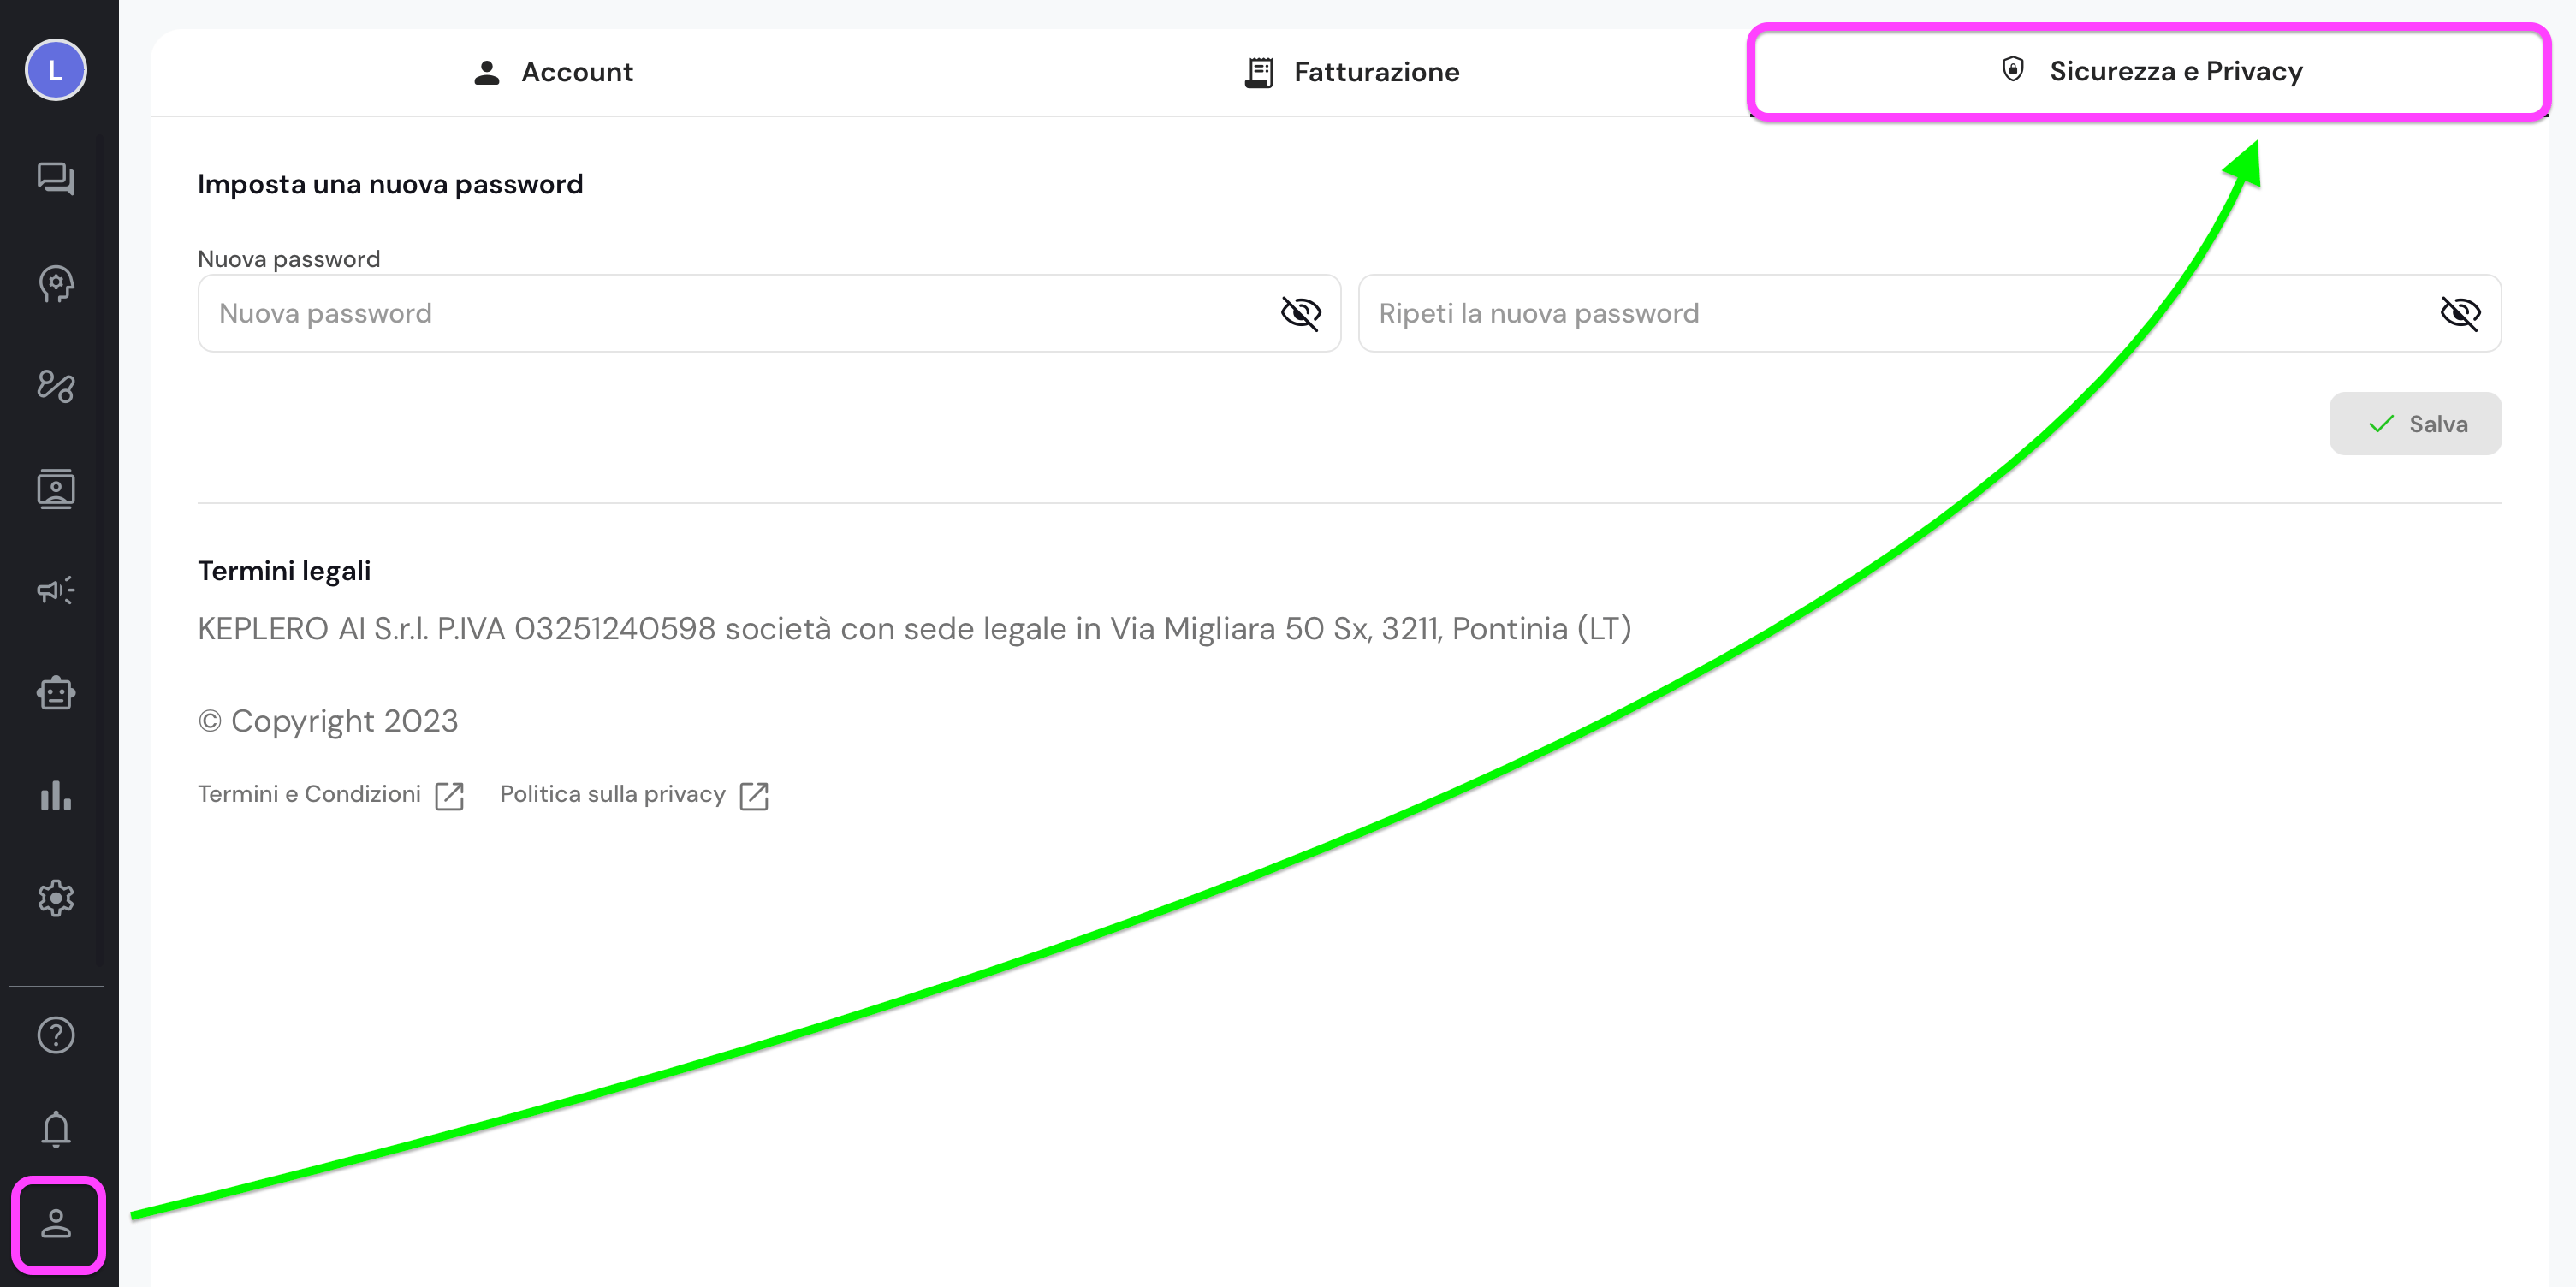 L
Account
Fatturazione
Sicurezza e Privacy
Imposta una nuova password
Nuova password
Nuova password
Ripeti la nuova password
Salva
Termini legali
KEPLERO AI S.r.l. P.IVA 03251240598 società con sede legale in Via Migliara 50 Sx, 3211, Pontinia (LT)
© Copyright 2023
Termini e Condizioni
Politica sulla privacy